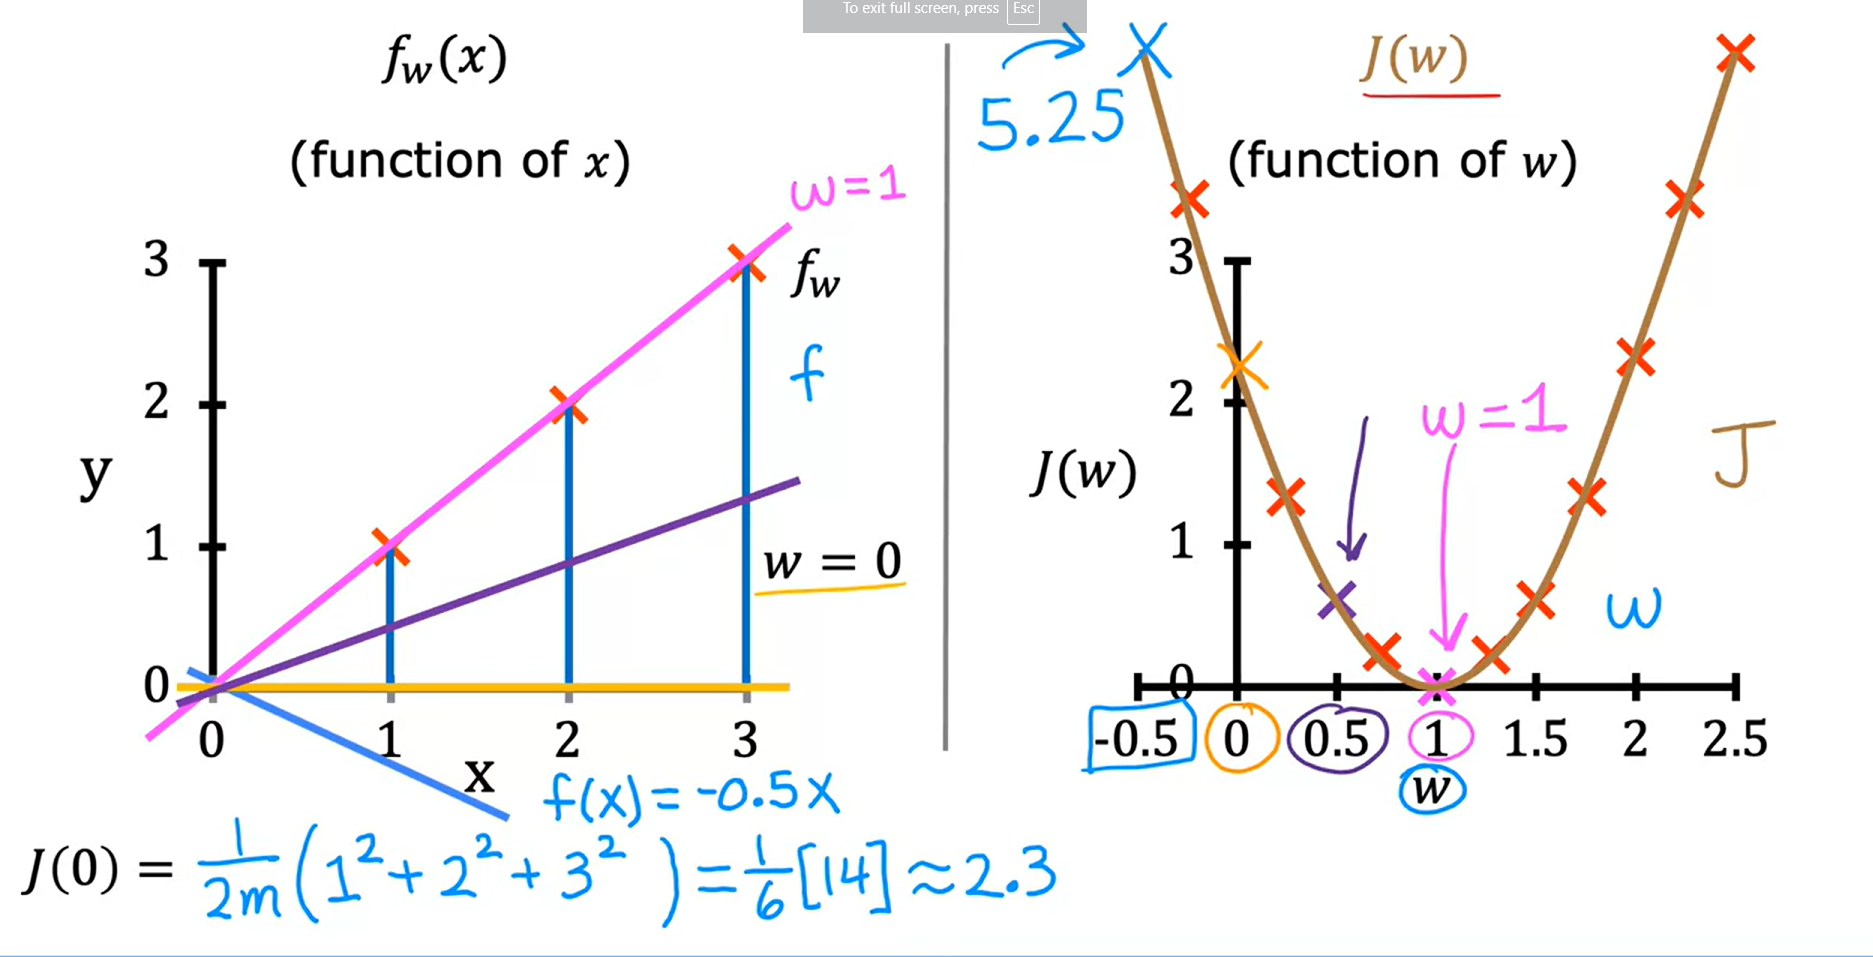 To exit full screen, press Esc
f_w(x)
(function of x)
w=1
3
f_w
f
2
y
1
w = 0
0
0 1 2 3
x
f(x) = -0.5x
J(0) = 1/2m (1² + 2² + 3² ) = 1/6 [14] ≈ 2.3
5.25
J(w)
(function of w)
3
2
w=1
J
J(w)
1
w
0
-0.5 0 0.5 1 1.5 2 2.5
w